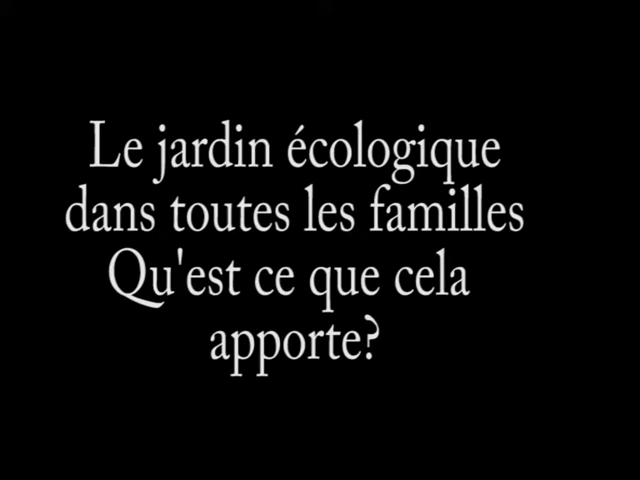 Le jardin écologique
dans toutes les familles
Qu'est ce que cela
apporte?